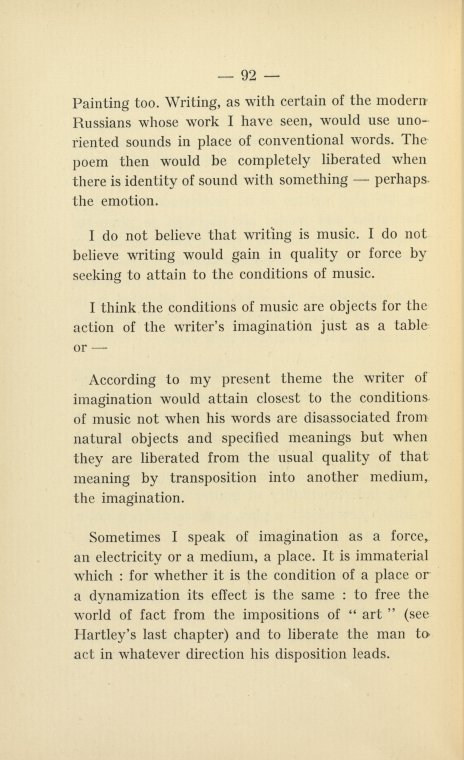 — 92 —
Painting too. Writing, as with certain of the modern
Russians whose work I have seen, would use uno-
riented sounds in place of conventional words. The
poem then would be completely liberated when
there is identity of sound with something — perhaps
the emotion.
I do not believe that writing is music. I do not
believe writing would gain in quality or force by
seeking to attain to the conditions of music.
I think the conditions of music are objects for the
action of the writer's imagination just as a table
or —
According to my present theme the writer of
imagination would attain closest to the conditions
of music not when his words are disassociated from
natural objects and specified meanings but when
they are liberated from the usual quality of that
meaning by transposition into another medium,
the imagination.
Sometimes I speak of imagination as a force,
an electricity or a medium, a place. It is immaterial
which : for whether it is the condition of a place or
a dynamization its effect is the same : to free the
world of fact from the impositions of “ art ” (see
Hartley's last chapter) and to liberate the man to
act in whatever direction his disposition leads.